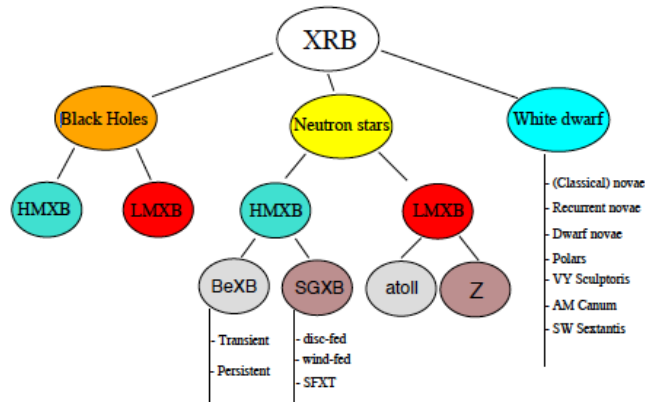 XRB
Black Holes
Neutron stars
White dwarf
HMXB
LMXB
HMXB
LMXB
BeXB
SGXB
atoll
Z
- Transient
- Persistent
- disc-fed
- wind-fed
- SFXT
- (Classical) novae
- Recurrent novae
- Dwarf novae
- Polars
- VY Sculptoris
- AM Canum
- SW Sextantis